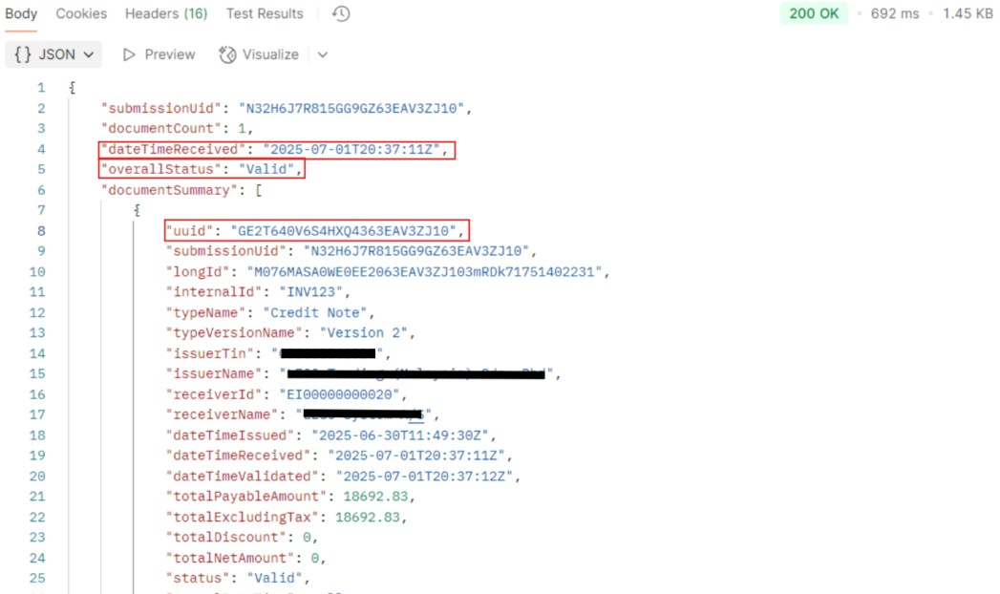 Body Cookies Headers (16) Test Results 200 OK • 692 ms • 1.45 KB
{} JSON Preview Visualize
1 {
2 "submissionUid": "N32H6J7R815GG9GZ63EAV3ZJ10",
3 "documentCount": 1,
4 "dateTimeReceived": "2025-07-01T20:37:11Z",
5 "overallStatus": "Valid",
6 "documentSummary": [
7 {
8 "uuid": "GE2T640V6S4HXQ4363EAV3ZJ10",
9 "submissionUid": "N32H6J7R815GG9GZ63EAV3ZJ10",
10 "longId": "M076MASA0WE0EE2063EAV3ZJ103mRDk71751402231",
11 "internalId": "INV123",
12 "typeName": "Credit Note",
13 "typeVersionName": "Version 2",
14 "issuerTin": "",
15 "issuerName": "",
16 "receiverId": "EI00000000020",
17 "receiverName": "",
18 "dateTimeIssued": "2025-06-30T11:49:30Z",
19 "dateTimeReceived": "2025-07-01T20:37:11Z",
20 "dateTimeValidated": "2025-07-01T20:37:12Z",
21 "totalPayableAmount": 18692.83,
22 "totalExcludingTax": 18692.83,
23 "totalDiscount": 0,
24 "totalNetAmount": 0,
25 "status": "Valid",